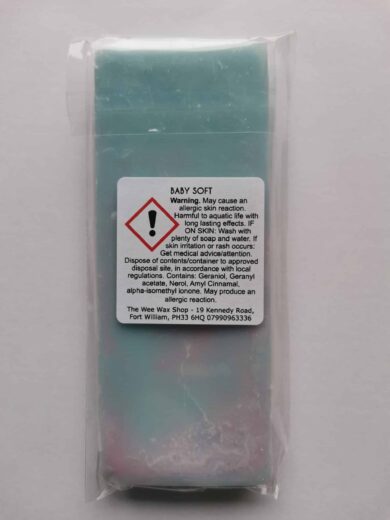 BABY SOFT
Warning. May cause an
allergic skin reaction.
Harmful to aquatic life with
long lasting effects. IF
ON SKIN: Wash with
plenty of soap and water. If
skin irritation or rash occurs:
Get medical advice/attention.
Dispose of contents/container to approved
disposal site, in accordance with local
regulations. Contains: Geraniol, Geranyl
acetate, Nerol, Amyl Cinnamal,
alpha-isomethyl ionone. May produce an
allergic reaction.
The Wee Wax Shop - 19 Kennedy Road,
Fort William, PH33 6HQ 07990963336